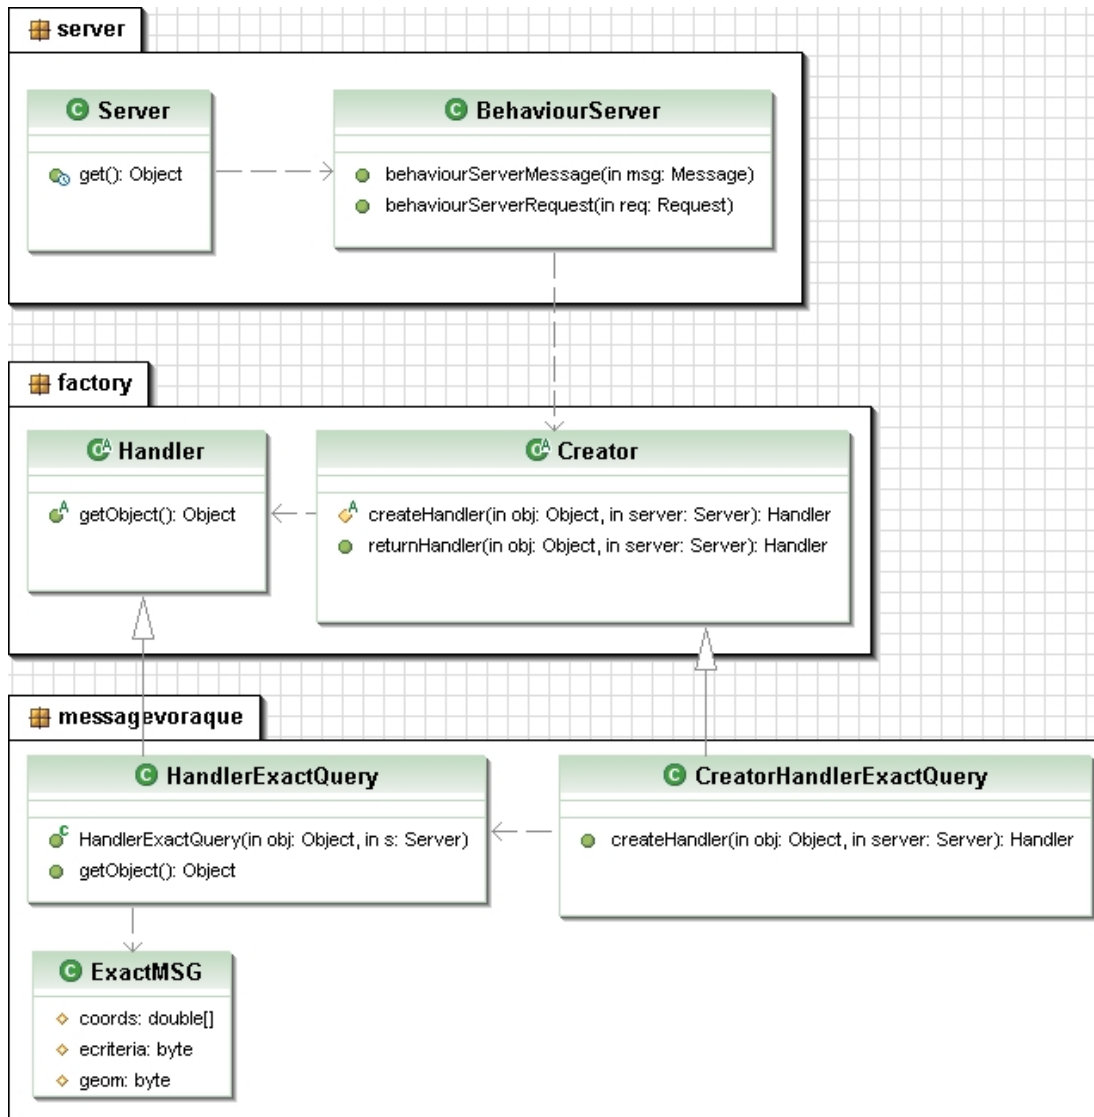 server
Server
BehaviourServer
get(): Object
behaviourServerMessage(in msg: Message)
behaviourServerRequest(in req: Request)
factory
Handler
Creator
getObject(): Object
createHandler(in obj: Object, in server: Server): Handler
returnHandler(in obj: Object, in server: Server): Handler
messagevoraque
HandlerExactQuery
CreatorHandlerExactQuery
HandlerExactQuery(in obj: Object, in s: Server)
getObject(): Object
createHandler(in obj: Object, in server: Server): Handler
ExactMSG
coords: double[]
ecriteria: byte
geom: byte